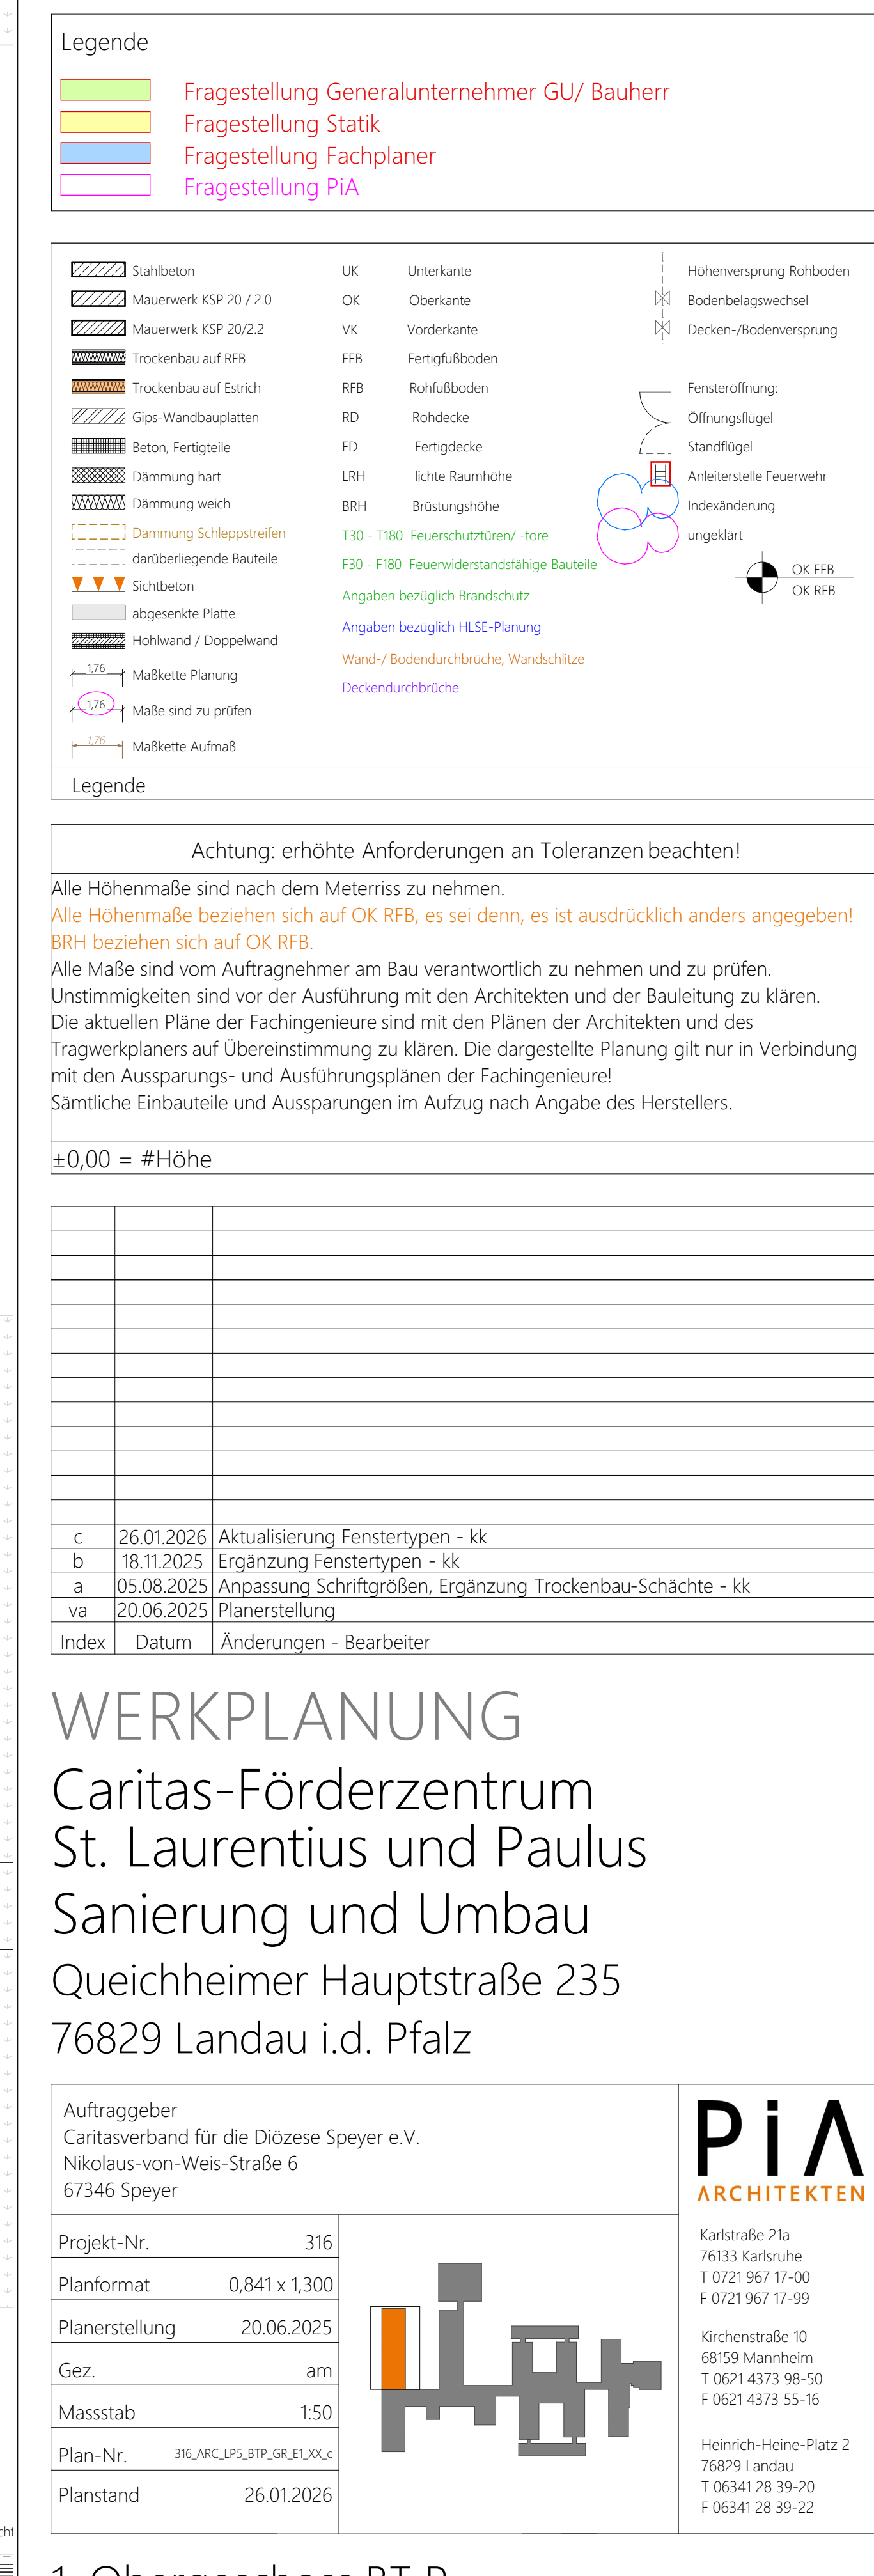 Legende
Fragestellung Generalunternehmer GU/ Bauherr
Fragestellung Statik
Fragestellung Fachplaner
Fragestellung PiA
Stahlbeton
Mauerwerk KSP 20 / 2.0
Mauerwerk KSP 20/2.2
Trockenbau auf RFB
Trockenbau auf Estrich
Gips-Wandbauplatten
Beton, Fertigteile
Dämmung hart
Dämmung weich
Dämmung Schleppstreifen
darüberliegende Bauteile
Sichtbeton
abgesenkte Platte
Hohlwand / Doppelwand
1,76 Maßkette Planung
1,76 Maße sind zu prüfen
1,76 Maßkette Aufmaß
UK Unterkante
OK Oberkante
VK Vorderkante
FFB Fertigfußboden
RFB Rohfußboden
RD Rohdecke
FD Fertigdecke
LRH lichte Raumhöhe
BRH Brüstungshöhe
T30 - T180 Feuerschutztüren/ -tore
F30 - F180 Feuerwiderstandsfähige Bauteile
Angaben bezüglich Brandschutz
Angaben bezüglich HLSE-Planung
Wand-/ Bodendurchbrüche, Wandschlitze
Deckendurchbrüche
Höhenversprung Rohboden
Bodenbelagswechsel
Decken-/Bodenversprung
Fensteröffnung:
Öffnungsflügel
Standflügel
Anleiterstelle Feuerwehr
Indexänderung
ungeklärt
OK FFB
OK RFB
Legende
Achtung: erhöhte Anforderungen an Toleranzen beachten!
Alle Höhenmaße sind nach dem Meterriss zu nehmen.
Alle Höhenmaße beziehen sich auf OK RFB, es sei denn, es ist ausdrücklich anders angegeben!
BRH beziehen sich auf OK RFB.
Alle Maße sind vom Auftragnehmer am Bau verantwortlich zu nehmen und zu prüfen.
Unstimmigkeiten sind vor der Ausführung mit den Architekten und der Bauleitung zu klären.
Die aktuellen Pläne der Fachingenieure sind mit den Plänen der Architekten und des
Tragwerkplaners auf Übereinstimmung zu klären. Die dargestellte Planung gilt nur in Verbindung
mit den Aussparungs- und Ausführungsplänen der Fachingenieure!
Sämtliche Einbauteile und Aussparungen im Aufzug nach Angabe des Herstellers.
±0,00 = #Höhe
c 26.01.2026 Aktualisierung Fenstertypen - kk
b 18.11.2025 Ergänzung Fenstertypen - kk
a 05.08.2025 Anpassung Schriftgrößen, Ergänzung Trockenbau-Schächte - kk
va 20.06.2025 Planerstellung
Index Datum Änderungen - Bearbeiter
WERKPLANUNG
Caritas-Förderzentrum
St. Laurentius und Paulus
Sanierung und Umbau
Queichheimer Hauptstraße 235
76829 Landau i.d. Pfalz
Auftraggeber
Caritasverband für die Diözese Speyer e.V.
Nikolaus-von-Weis-Straße 6
67346 Speyer
Projekt-Nr. 316
Planformat 0,841 x 1,300
Planerstellung 20.06.2025
Gez. am
Massstab 1:50
Plan-Nr. 316_ARC_LP5_BTP_GR_E1_XX_c
Planstand 26.01.2026
PiA
ARCHITEKTEN
Karlstraße 21a
76133 Karlsruhe
T 0721 967 17-00
F 0721 967 17-99
Kirchenstraße 10
68159 Mannheim
T 0621 4373 98-50
F 0621 4373 55-16
Heinrich-Heine-Platz 2
76829 Landau
T 06341 28 39-20
F 06341 28 39-22
1. Obergeschoss BT P